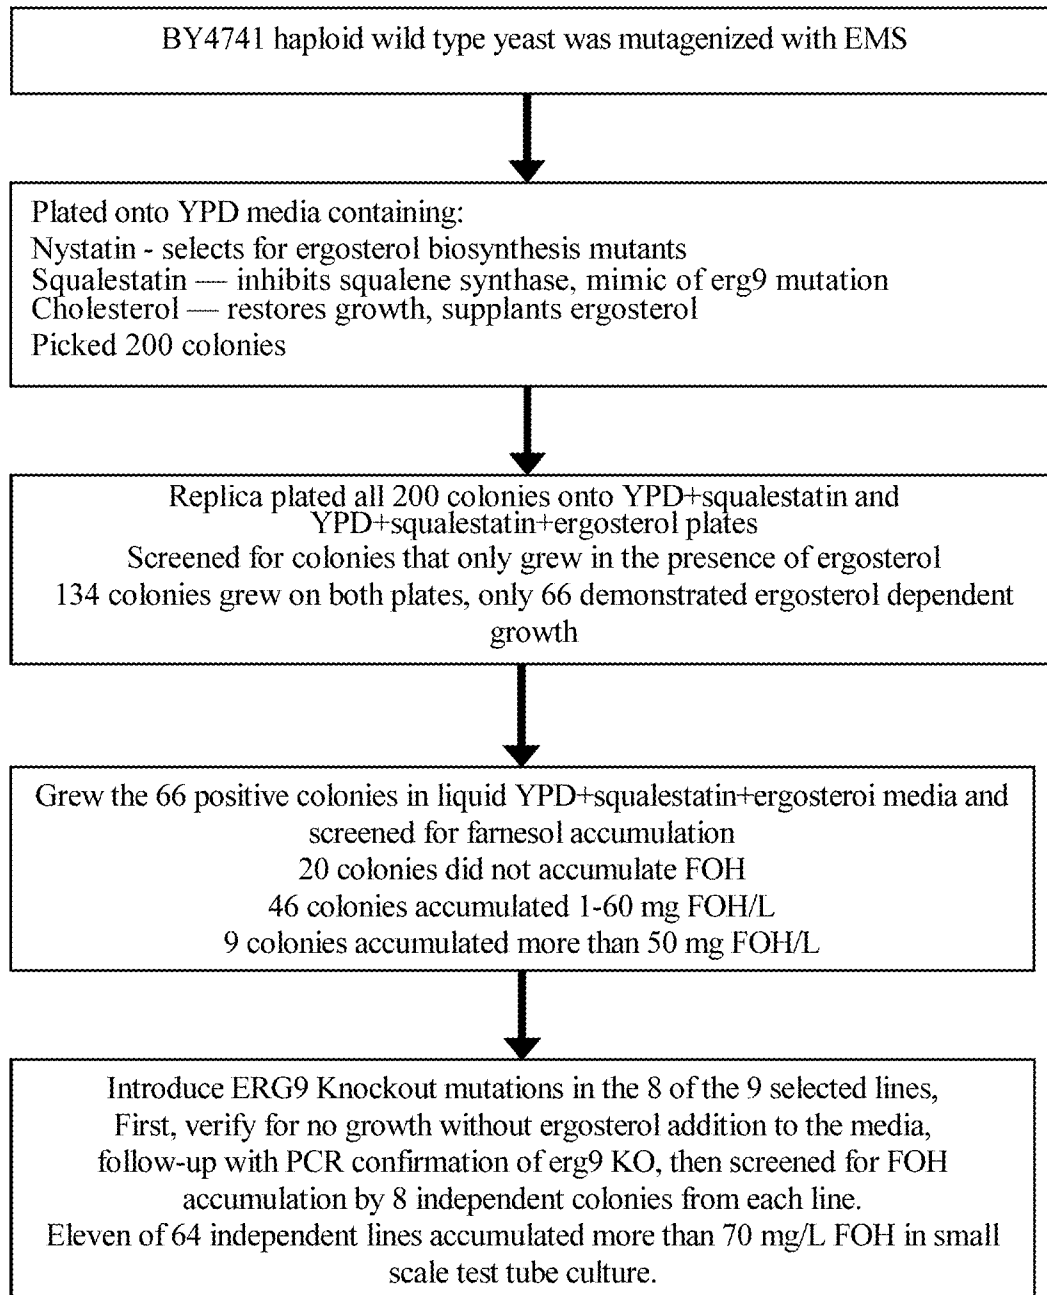 BY4741 haploid wild type yeast was mutagenized with EMS
Plated onto YPD media containing:
Nystatin - selects for ergosterol biosynthesis mutants
Squalestatin — inhibits squalene synthase, mimic of erg9 mutation
Cholesterol — restores growth, supplants ergosterol
Picked 200 colonies
Replica plated all 200 colonies onto YPD+squalestatin and
YPD+squalestatin+ergosterol plates
Screened for colonies that only grew in the presence of ergosterol
134 colonies grew on both plates, only 66 demonstrated ergosterol dependent
growth
Grew the 66 positive colonies in liquid YPD+squalestatin+ergosteroi media and
screened for farnesol accumulation
20 colonies did not accumulate FOH
46 colonies accumulated 1-60 mg FOH/L
9 colonies accumulated more than 50 mg FOH/L
Introduce ERG9 Knockout mutations in the 8 of the 9 selected lines,
First, verify for no growth without ergosterol addition to the media,
follow-up with PCR confirmation of erg9 KO, then screened for FOH
accumulation by 8 independent colonies from each line.
Eleven of 64 independent lines accumulated more than 70 mg/L FOH in small
scale test tube culture.